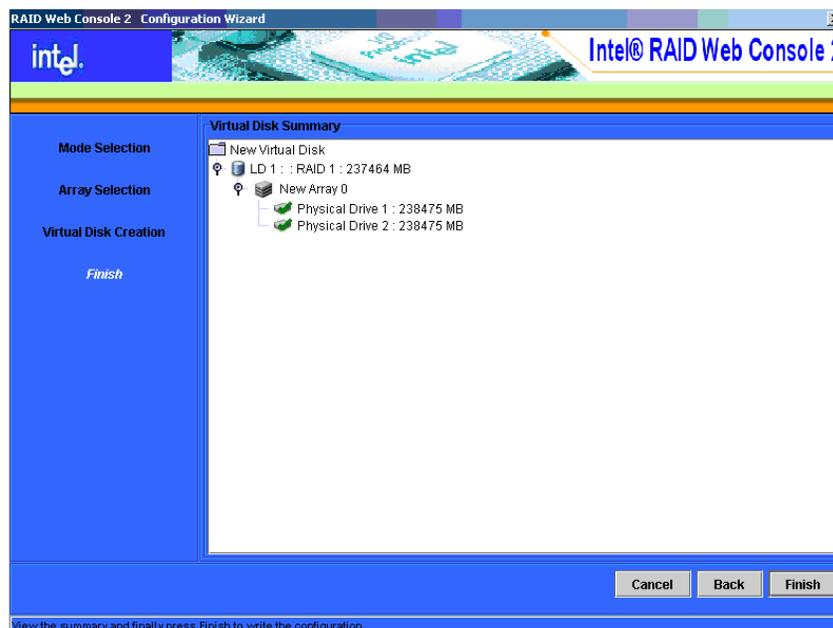 RAID Web Console 2 Configuration Wizard
intel.
I/O
intel
Intel® RAID Web Console 2
Mode Selection
Array Selection
Virtual Disk Creation
Finish
Virtual Disk Summary
New Virtual Disk
LD 1 : : RAID 1 : 237464 MB
New Array 0
Physical Drive 1 : 238475 MB
Physical Drive 2 : 238475 MB
Cancel
Back
Finish
View the summary and finally press Finish to write the configuration